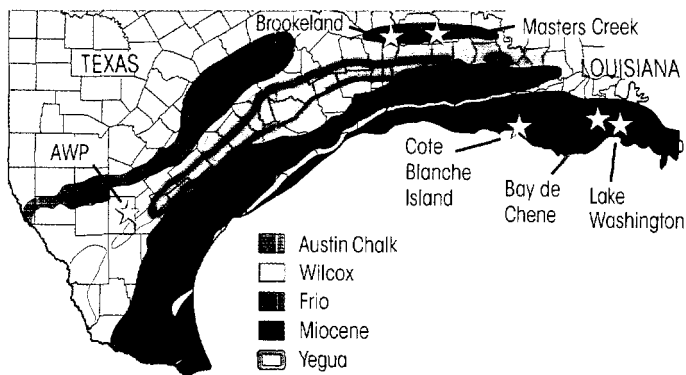 Brookeland
Masters Creek
TEXAS
LOUISIANA
AWP
Cote
Blanche
Island
Bay de
Chene
Lake
Washington
Austin Chalk
Wilcox
Frio
Miocene
Yegua